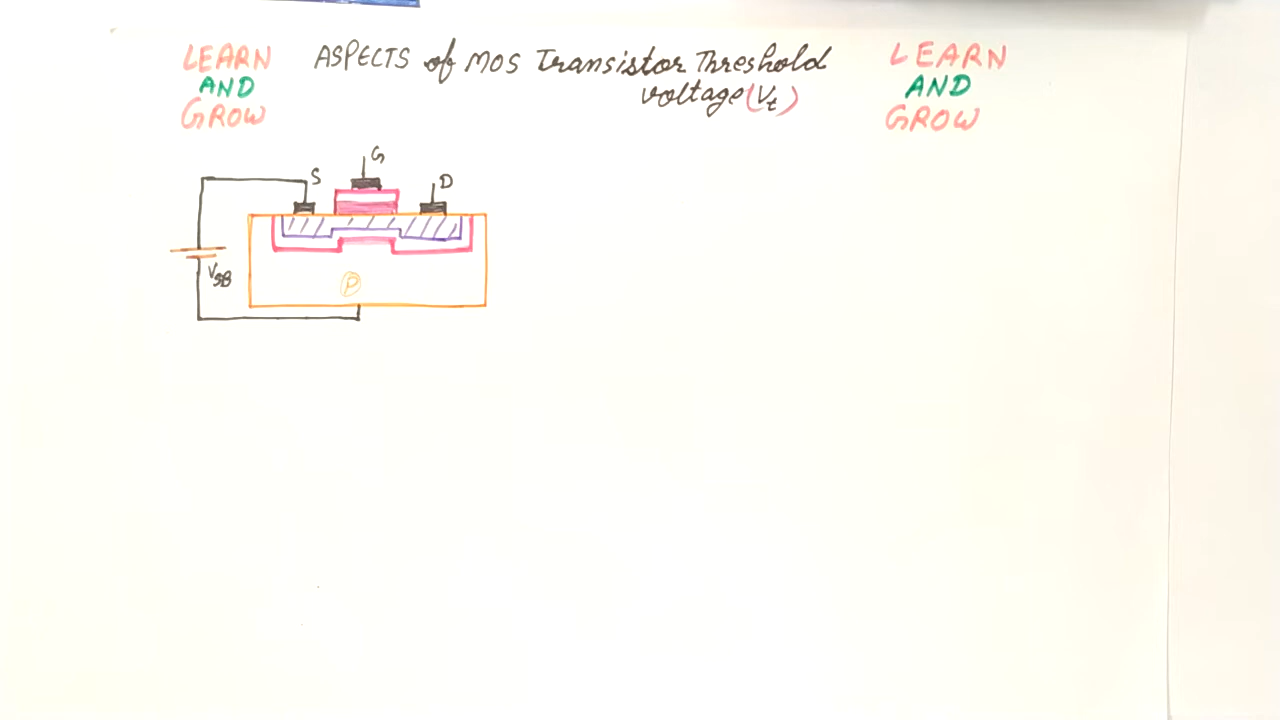 LEARN
AND
GROW
ASPECTS of MOS Transistor Threshold
voltage (Vt)
LEARN
AND
GROW
G
S
D
VSB
P